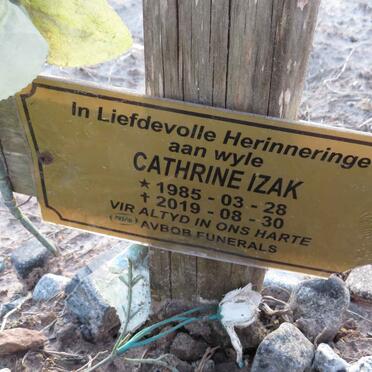 In Liefdevolle Herinneringe
aan wyle
CATHRINE IZAK
★ 1985 - 03 - 28
✝ 2019 - 08 - 30
VIR ALTYD IN ONS HARTE
AVBOB FUNERALS